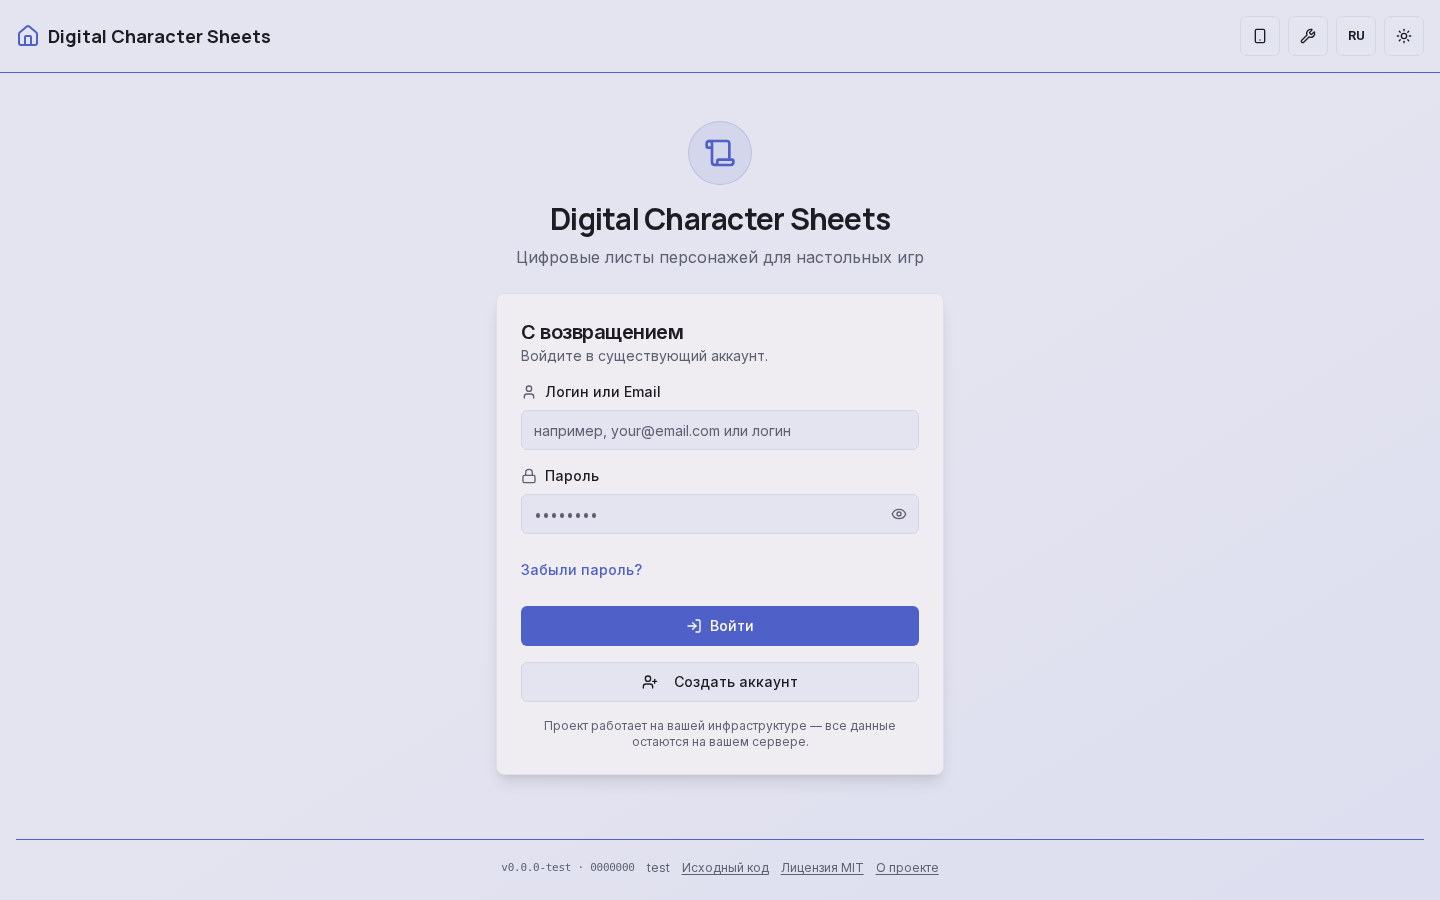 Digital Character Sheets
RU
Digital Character Sheets
Цифровые листы персонажей для настольных игр
С возвращением
Войдите в существующий аккаунт.
Логин или Email
например, your@email.com или логин
Пароль
••••••••
Забыли пароль?
Войти
Создать аккаунт
Проект работает на вашей инфраструктуре — все данные
остаются на вашем сервере.
v0.0.0-test · 0000000 test Исходный код Лицензия MIT О проекте